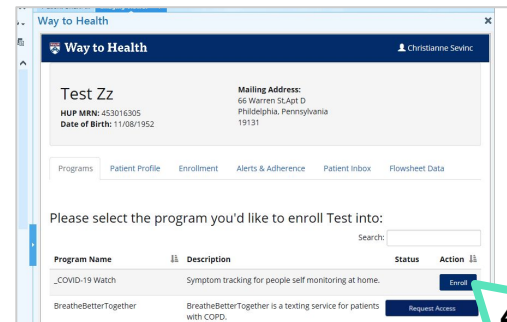 Way to Health
Way to Health
Christianne Sevinc
Test Zz
HUP MRN: 453016305
Date of Birth: 11/08/1952
Mailing Address:
66 Warren St,Apt D
Phildelphia, Pennsylvania
19131
Programs Patient Profile Enrollment Alerts & Adherence Patient Inbox Flowsheet Data
Please select the program you'd like to enroll Test into:
Search:
Program Name Description Status Action
_COVID-19 Watch Symptom tracking for people self monitoring at home. Enroll
BreatheBetterTogether BreatheBetterTogether is a texting service for patients Request Access
with COPD.